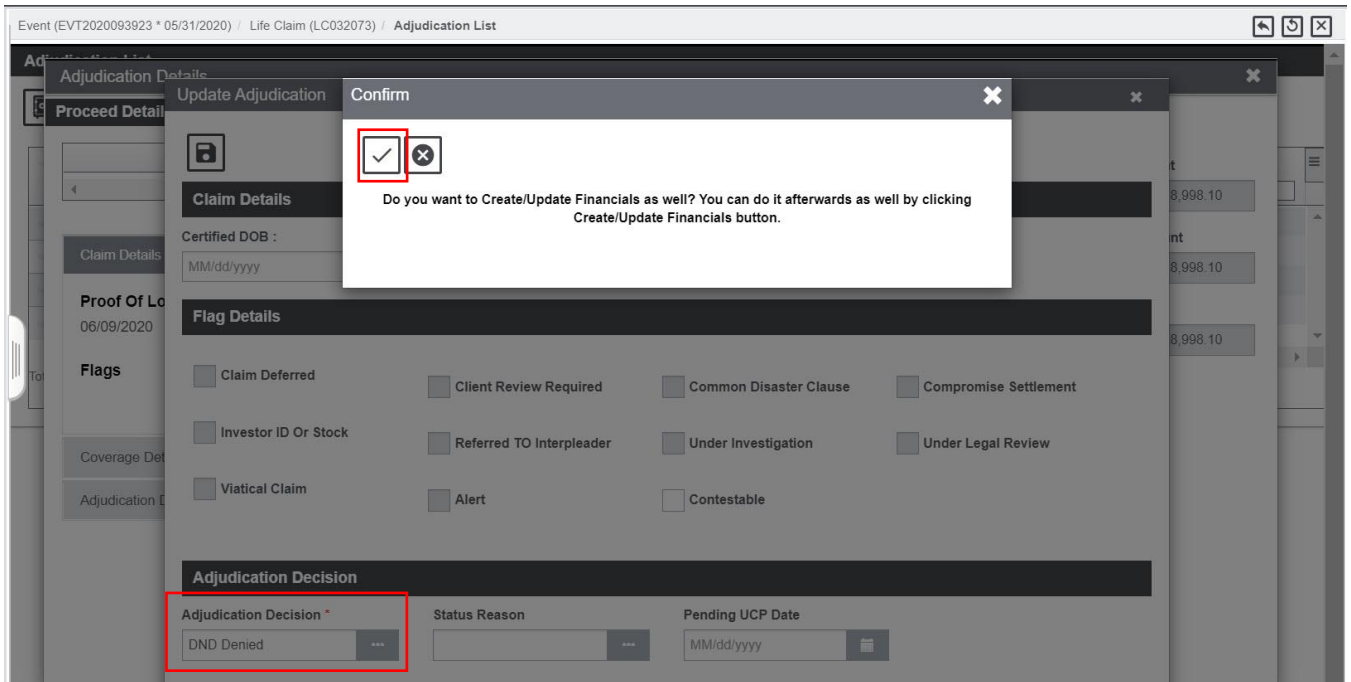 Event (EVT2020093923 * 05/31/2020) / Life Claim (LC032073) / Adjudication List
Adjudication List
Adjudication Details
Update Adjudication
Confirm
Proceed Detail
Do you want to Create/Update Financials as well? You can do it afterwards as well by clicking
Create/Update Financials button.
Claim Details
8,998.10
Certified DOB :
nt
Claim Details
MM/dd/yyyy
8,998.10
Proof Of Lo
06/09/2020
Flag Details
8,998.10
Flags
Tot
Claim Deferred
Client Review Required
Common Disaster Clause
Compromise Settlement
Investor ID Or Stock
Referred TO Interpleader
Under Investigation
Under Legal Review
Coverage Det
Viatical Claim
Alert
Contestable
Adjudication D
Adjudication Decision
Adjudication Decision *
Status Reason
Pending UCP Date
DND Denied
MM/dd/yyyy